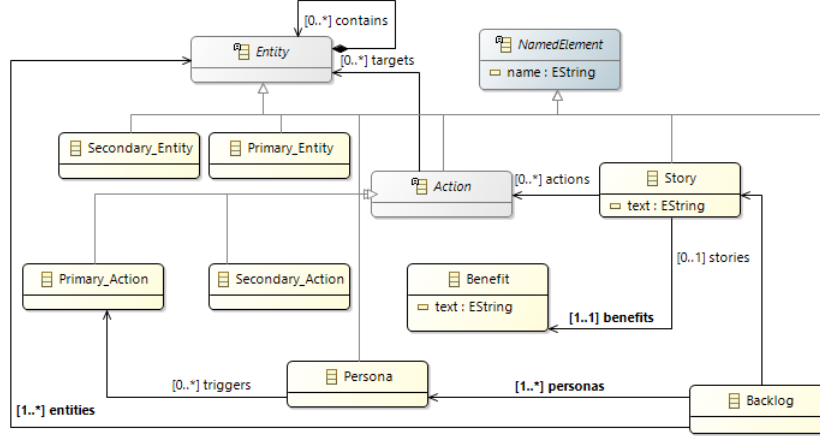 [0..*] contains
Entity
NamedElement
[0..*] targets
name : EString
Secondary_Entity
Primary_Entity
Action
[0..*] actions
Story
text : EString
[0..1] stories
Primary_Action
Secondary_Action
Benefit
text : EString
[1..1] benefits
Persona
[0..*] triggers
[1..*] personas
Backlog
[1..*] entities